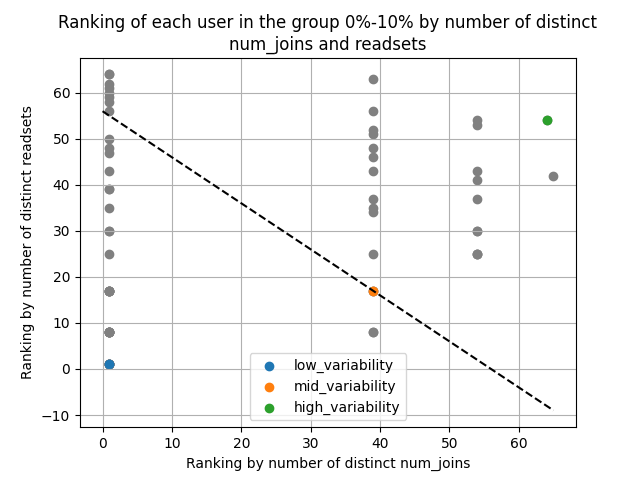 Ranking of each user in the group 0%-10% by number of distinct
num_joins and readsets
Ranking by number of distinct readsets
60
50
40
30
20
10
0
−10
low_variability
mid_variability
high_variability
0 10 20 30 40 50 60
Ranking by number of distinct num_joins